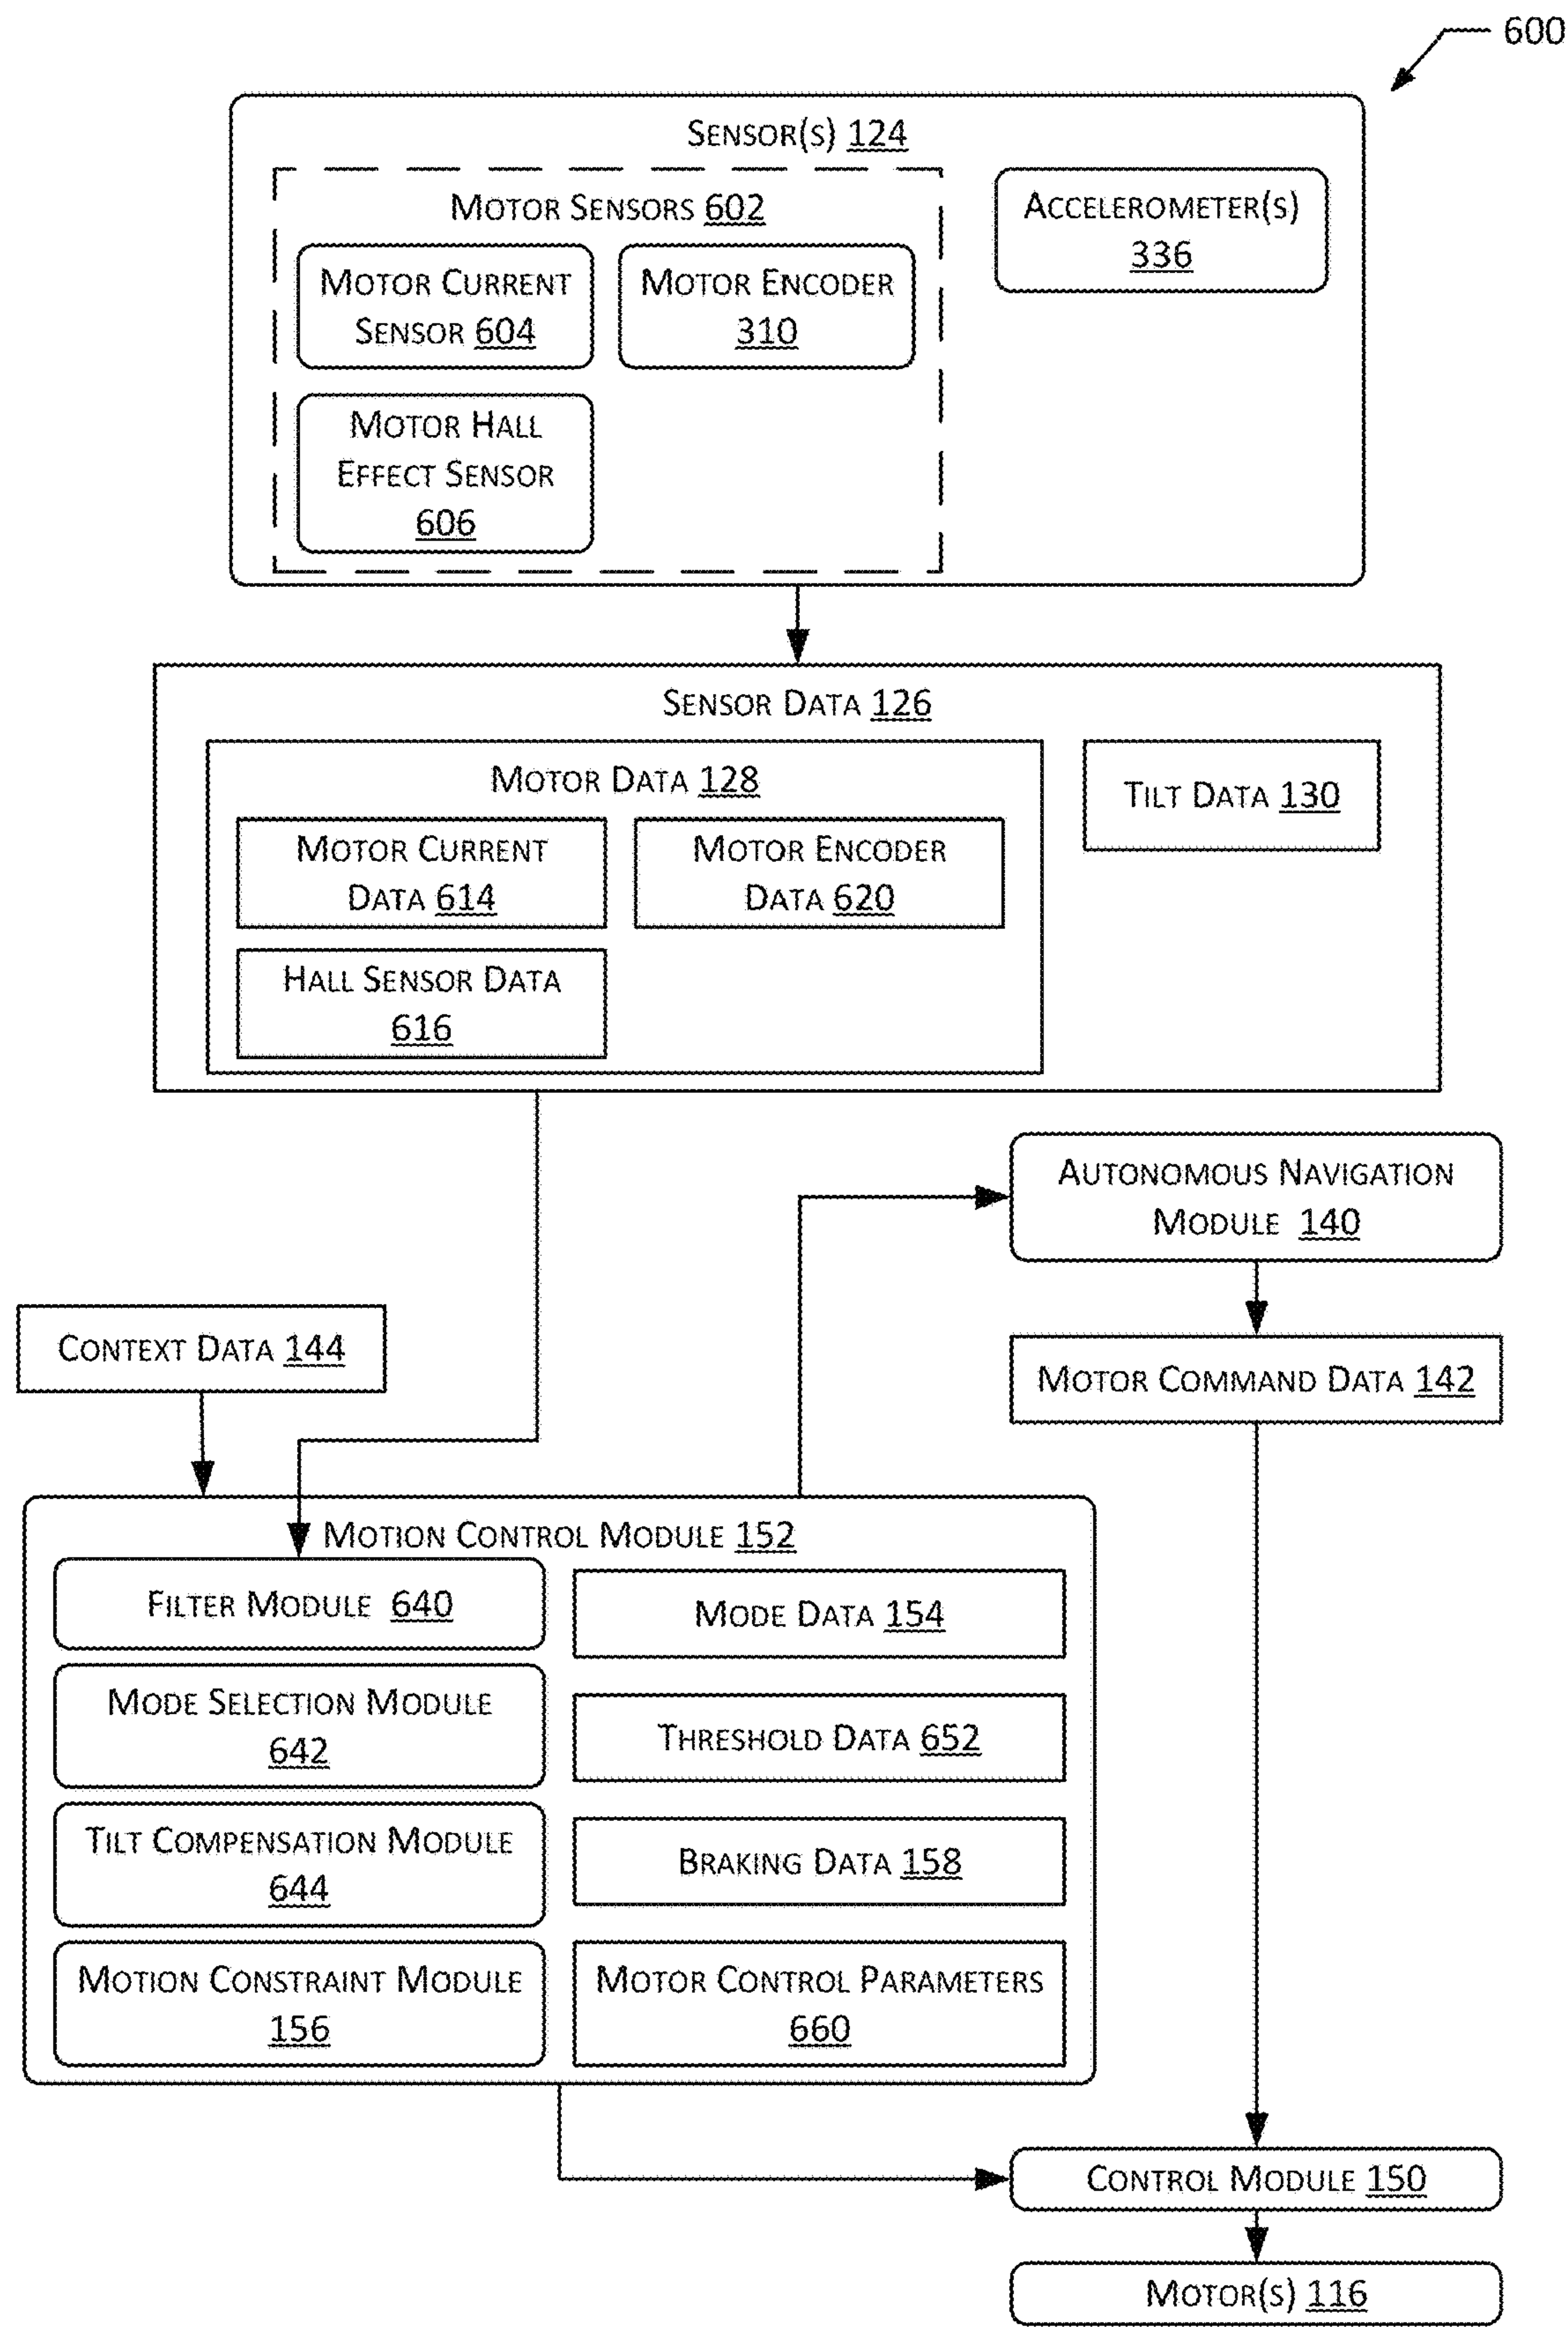 600
SENSOR(S) 124
MOTOR SENSORS 602
MOTOR CURRENT
SENSOR 604
MOTOR ENCODER
310
MOTOR HALL
EFFECT SENSOR
606
ACCELEROMETER(S)
336
SENSOR DATA 126
MOTOR DATA 128
MOTOR CURRENT
DATA 614
MOTOR ENCODER
DATA 620
HALL SENSOR DATA
616
TILT DATA 130
AUTONOMOUS NAVIGATION
MODULE 140
CONTEXT DATA 144
MOTOR COMMAND DATA 142
MOTION CONTROL MODULE 152
FILTER MODULE 640
MODE SELECTION MODULE
642
TILT COMPENSATION MODULE
644
MOTION CONSTRAINT MODULE
156
MODE DATA 154
THRESHOLD DATA 652
BRAKING DATA 158
MOTOR CONTROL PARAMETERS
660
CONTROL MODULE 150
MOTOR(S) 116